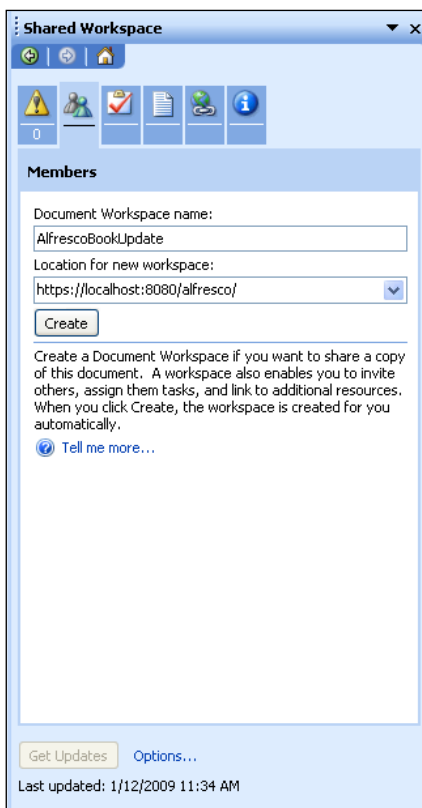 Shared Workspace
0
Members
Document Workspace name:
AlfrescoBookUpdate
Location for new workspace:
https://localhost:8080/alfresco/
Create
Create a Document Workspace if you want to share a copy
of this document. A workspace also enables you to invite
others, assign them tasks, and link to additional resources.
When you click Create, the workspace is created for you
automatically.
Tell me more...
Get Updates Options...
Last updated: 1/12/2009 11:34 AM